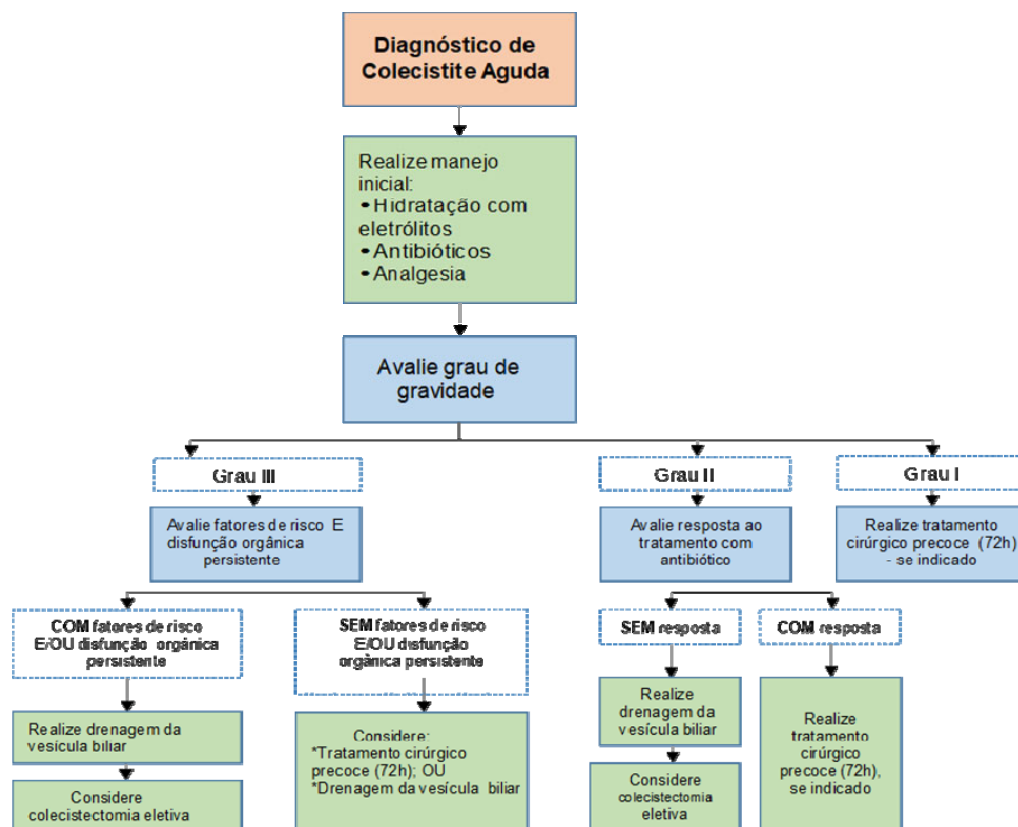 Diagnóstico de
Colecistite Aguda
Realize manejo
inicial:
•Hidratação com
eletrólitos
•Antibióticos
•Analgesia
Avalie grau de
gravidade
Grau III
Grau II
Grau I
Avalie fatores de risco E
disfunção orgânica
persistente
Avalie resposta ao
tratamento com
antibiótico
Realize tratamento
cirúrgico precoce (72h)
- se indicado
COM fatores de risco
E/OU disfunção orgânica
persistente
SEM fatores de risco
E/OU disfunção
orgânica persistente
SEM resposta
COM resposta
Realize drenagem da
vesícula biliar
Considere
colecistectomia eletiva
Considere:
*Tratamento cirúrgico
precoce (72h); OU
*Drenagem da vesícula biliar
Realize
drenagem da
vesícula biliar
Considere
colecistectomia
eletiva
Realize
tratamento
cirúrgico
precoce (72h),
se indicado